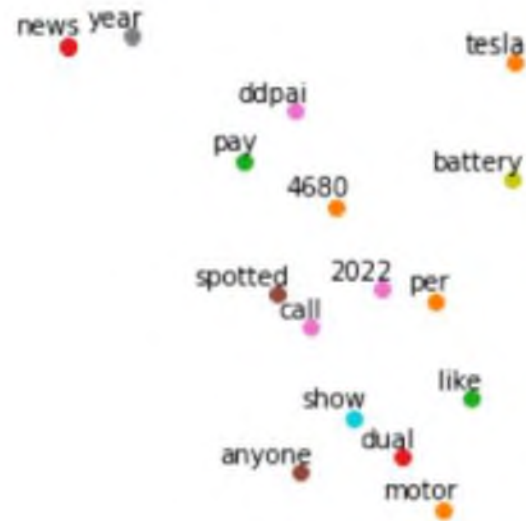 news year
tesla
ddpai
pay
battery
4680
spotted 2022 per
call
like
show
dual
anyone
motor